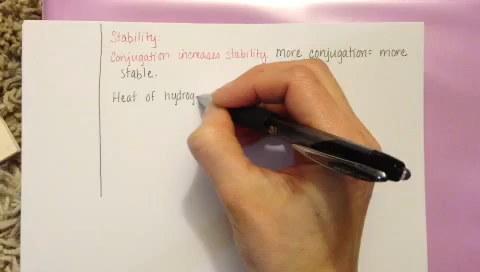 Stability:
Conjugation increases stability. more conjugation = more
stable.
Heat of hydrog